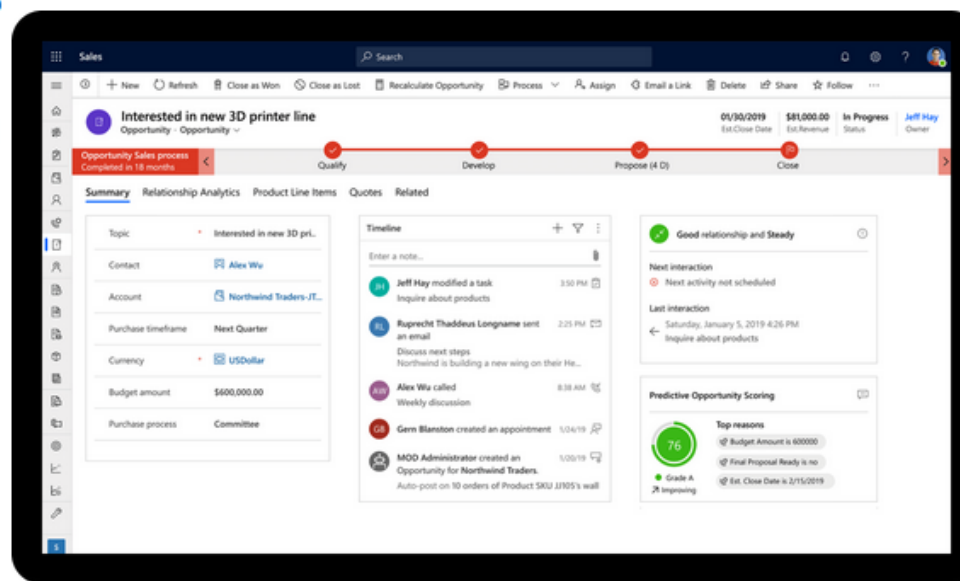 Sales
Search
New
Refresh
Close as Won
Close as Lost
Recalculate Opportunity
Process
Assign
Email a Link
Delete
Share
Follow
Interested in new 3D printer line
Opportunity · Opportunity
01/30/2019
Est.Close Date
$81,000.00
Est.Revenue
In Progress
Status
Jeff Hay
Owner
Opportunity Sales process
Completed in 18 months
Qualify
Develop
Propose (4 D)
Close
Summary
Relationship Analytics
Product Line Items
Quotes
Related
Topic * Interested in new 3D pri..
Contact Alex Wu
Account Northwind Traders-JT...
Purchase timeframe Next Quarter
Currency * USDollar
Budget amount $600,000.00
Purchase process Committee
Timeline
Enter a note...
JH
Jeff Hay modified a task 3:50 PM
Inquire about products
RL
Ruprecht Thaddeus Longname sent 2:25 PM
an email
Discuss next steps
Northwind is building a new wing on their He...
AW
Alex Wu called 8:38 AM
Weekly discussion
GB
Gern Blanston created an appointment 1/24/19
MOD Administrator created an 1/20/19
Opportunity for Northwind Traders.
Auto-post on 10 orders of Product SKU JJ105's wall
Good relationship and Steady
Next interaction
Next activity not scheduled
Last interaction
Saturday, January 5, 2019 4:26 PM
Inquire about products
Predictive Opportunity Scoring
76
Grade A
Improving
Top reasons
Budget Amount is 600000
Final Proposal Ready is no
Est. Close Date is 2/15/2019
S